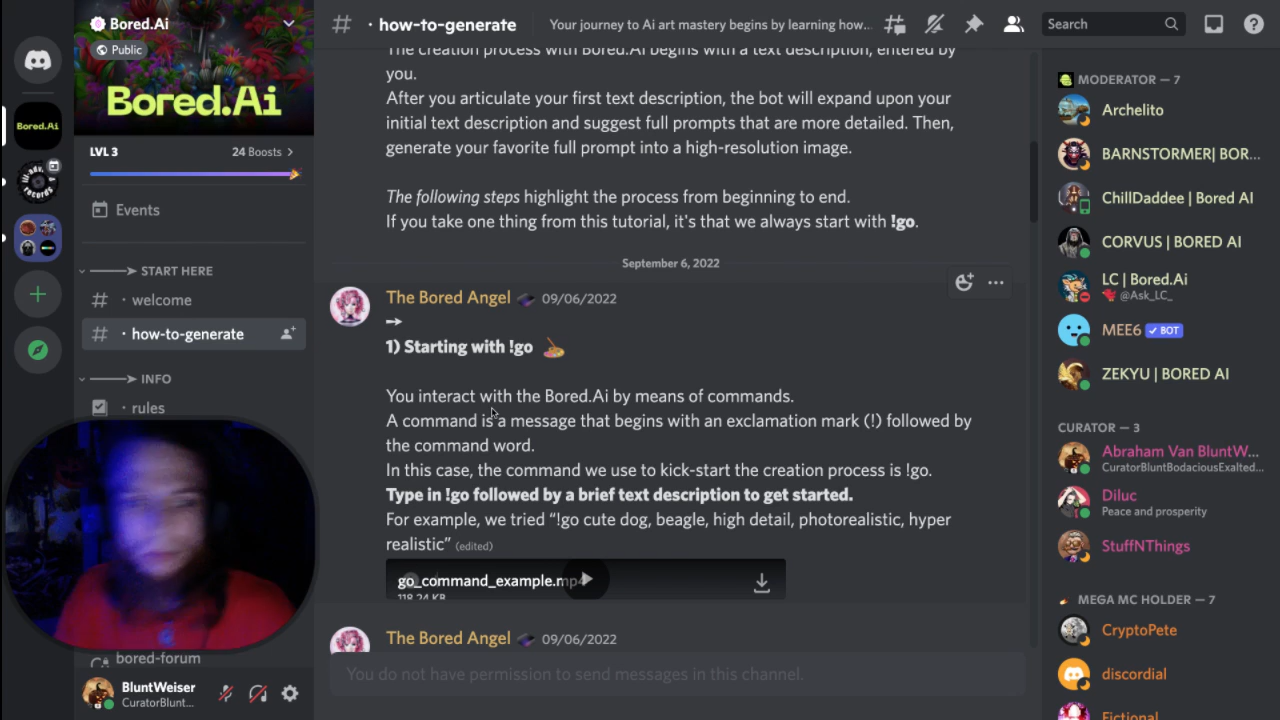 Bored.Ai
Public
Bored.Ai
LVL 3
24 Boosts
Events
START HERE
welcome
how-to-generate
INFO
rules
bored-forum
BluntWeiser
CuratorBlunt...
Bored.Ai
how-to-generate
Your journey to Ai art mastery begins by learning how...
Search
The creation process with Bored.AI begins with a text description, entered by
you.
After you articulate your first text description, the bot will expand upon your
initial text description and suggest full prompts that are more detailed. Then,
generate your favorite full prompt into a high-resolution image.
The following steps highlight the process from beginning to end.
If you take one thing from this tutorial, it's that we always start with !go.
September 6, 2022
The Bored Angel 09/06/2022
1) Starting with !go
You interact with the Bored.Ai by means of commands.
A command is a message that begins with an exclamation mark (!) followed by
the command word.
In this case, the command we use to kick-start the creation process is !go.
Type in !go followed by a brief text description to get started.
For example, we tried “!go cute dog, beagle, high detail, photorealistic, hyper
realistic” (edited)
go_command_example.mp4
118.24 KB
The Bored Angel 09/06/2022
You do not have permission to send messages in this channel.
MODERATOR — 7
Archelito
BARNSTORMER| BOR...
ChillDaddee | Bored AI
CORVUS | BORED AI
LC | Bored.Ai
@Ask_LC_
MEE6 BOT
ZEKYU | BORED AI
CURATOR — 3
Abraham Van BluntW...
CuratorBluntBodaciousExalted...
Diluc
Peace and prosperity
StuffNThings
MEGA MC HOLDER — 7
CryptoPete
discordial
Fictional